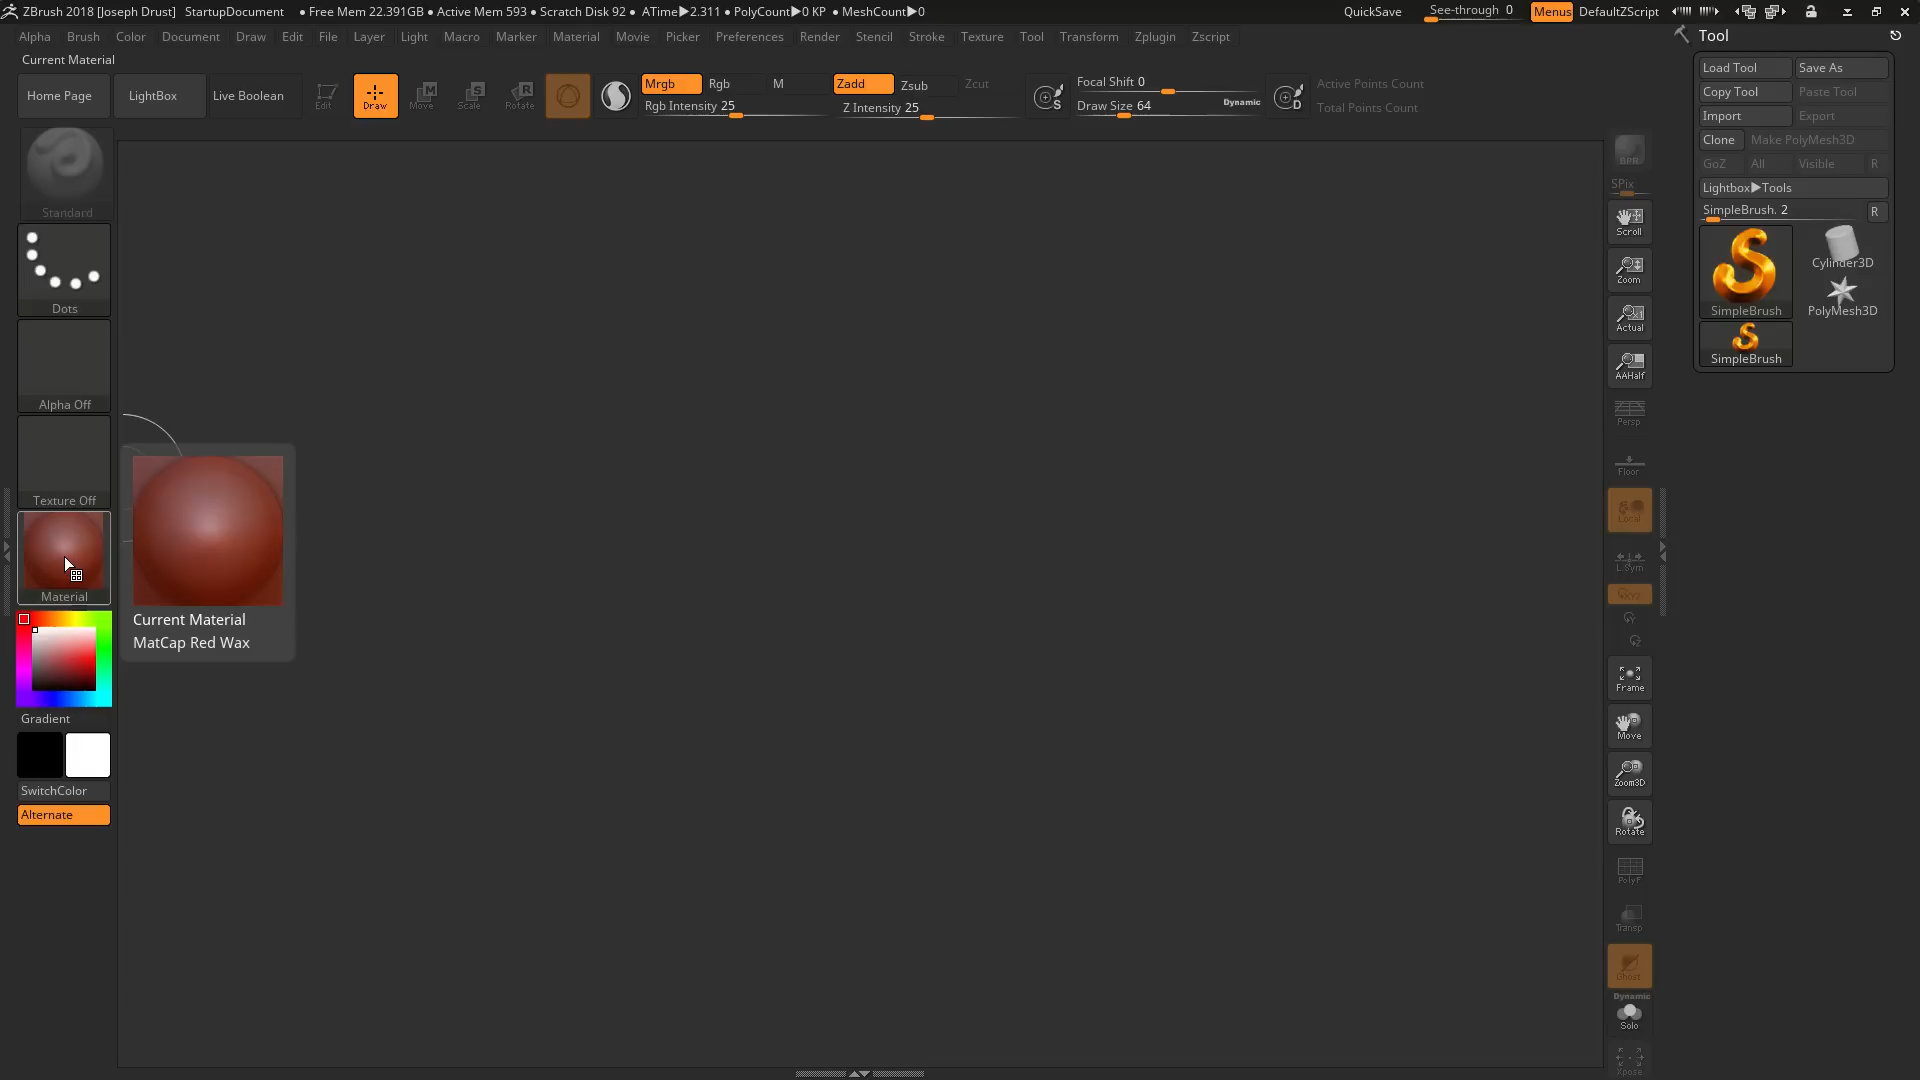 ZBrush 2018 [Joseph Drust] StartupDocument ● Free Mem 22.391GB ● Active Mem 593 ● Scratch Disk 92 ● ATime▶2.311 ● PolyCount▶0 KP ● MeshCount▶0 QuickSave See-through 0 Menus DefaultZScript
Alpha Brush Color Document Draw Edit File Layer Light Macro Marker Material Movie Picker Preferences Render Stencil Stroke Texture Tool Transform Zplugin Zscript
Current Material
Home Page LightBox Live Boolean Edit Draw Move Scale Rotate
Mrgb Rgb M Zadd Zsub Zcut
Rgb Intensity 25 Z Intensity 25
Focal Shift 0
Draw Size 64 Dynamic
Active Points Count
Total Points Count
Standard
Dots
Alpha Off
Texture Off
Material
Gradient
SwitchColor
Alternate
Current Material
MatCap Red Wax
BPR
SPix
Scroll
Zoom
Actual
AAHalf
Persp
Floor
Local
L.Sym
XYZ
Frame
Move
Zoom3D
Rotate
PolyF
Transp
Ghost
Dynamic
Solo
Xpose
Tool
Load Tool Save As
Copy Tool Paste Tool
Import Export
Clone Make PolyMesh3D
GoZ All Visible R
Lightbox▶Tools
SimpleBrush. 2 R
SimpleBrush
Cylinder3D
PolyMesh3D
SimpleBrush